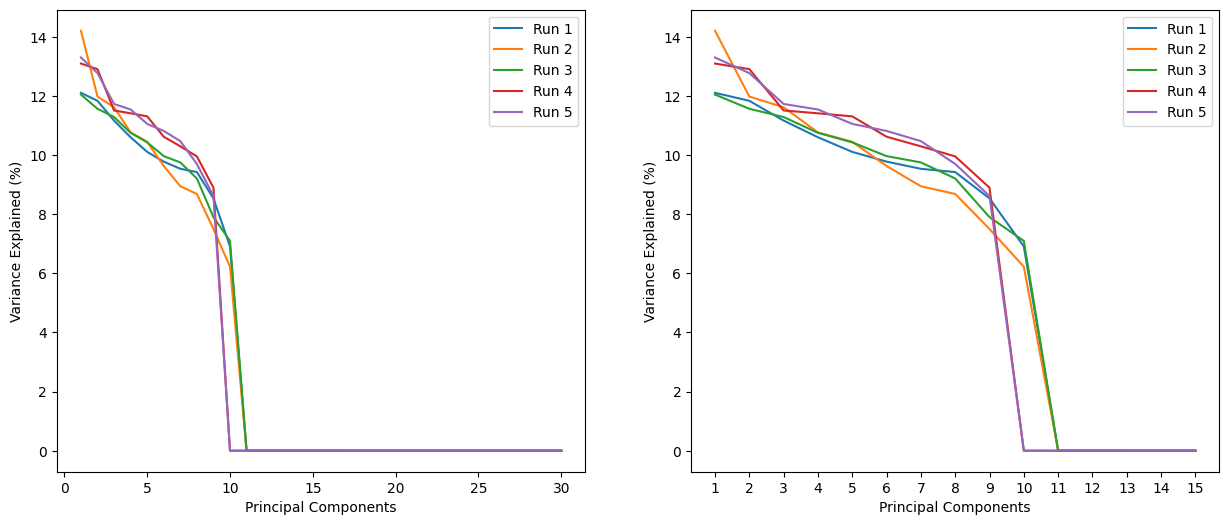 14
12
10
8
6
4
2
0
Variance Explained (%)
0 5 10 15 20 25 30
Principal Components
Run 1
Run 2
Run 3
Run 4
Run 5
14
12
10
8
6
4
2
0
Variance Explained (%)
1 2 3 4 5 6 7 8 9 10 11 12 13 14 15
Principal Components
Run 1
Run 2
Run 3
Run 4
Run 5